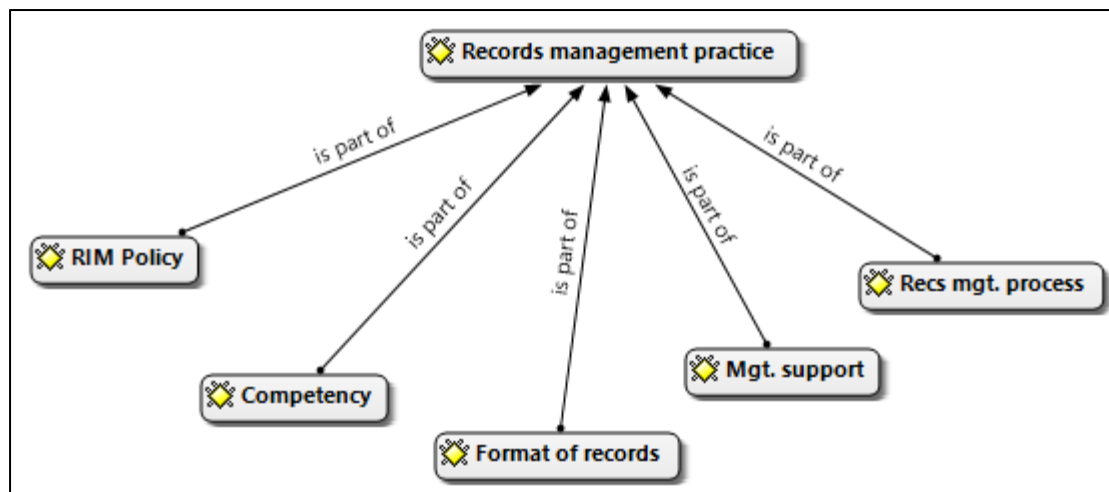 Records management practice
is part of
is part of
is part of
is part of
is part of
RIM Policy
Recs mgt. process
Mgt. support
Competency
Format of records